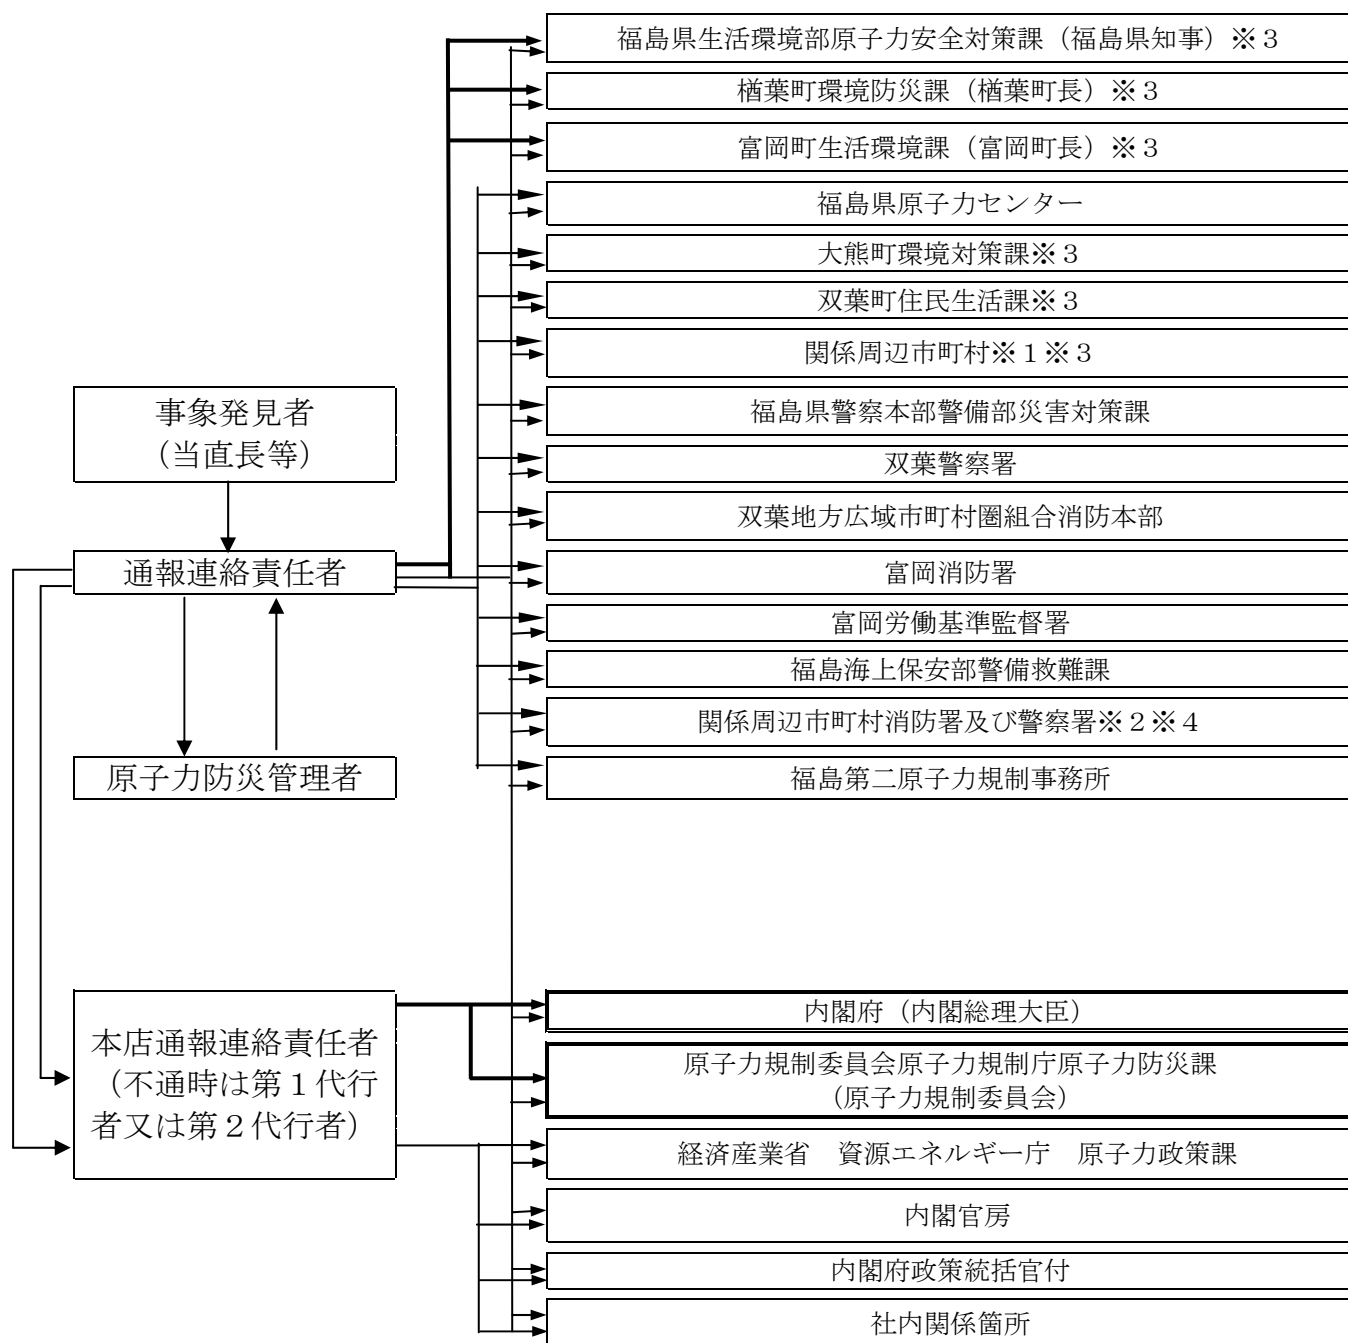 福島県生活環境部原子力安全対策課（福島県知事）※３
楢葉町環境防災課（楢葉町長）※３
富岡町生活環境課（富岡町長）※３
福島県原子力センター
大熊町環境対策課※３
双葉町住民生活課※３
関係周辺市町村※１※３
福島県警察本部警備部災害対策課
双葉警察署
双葉地方広域市町村圏組合消防本部
富岡消防署
富岡労働基準監督署
福島海上保安部警備救難課
関係周辺市町村消防署及び警察署※２※４
福島第二原子力規制事務所
事象発見者
（当直長等）
通報連絡責任者
原子力防災管理者
本店通報連絡責任者
（不通時は第１代行
者又は第２代行者）
内閣府（内閣総理大臣）
原子力規制委員会原子力規制庁原子力防災課
（原子力規制委員会）
経済産業省　資源エネルギー庁　原子力政策課
内閣官房
内閣府政策統括官付
社内関係箇所